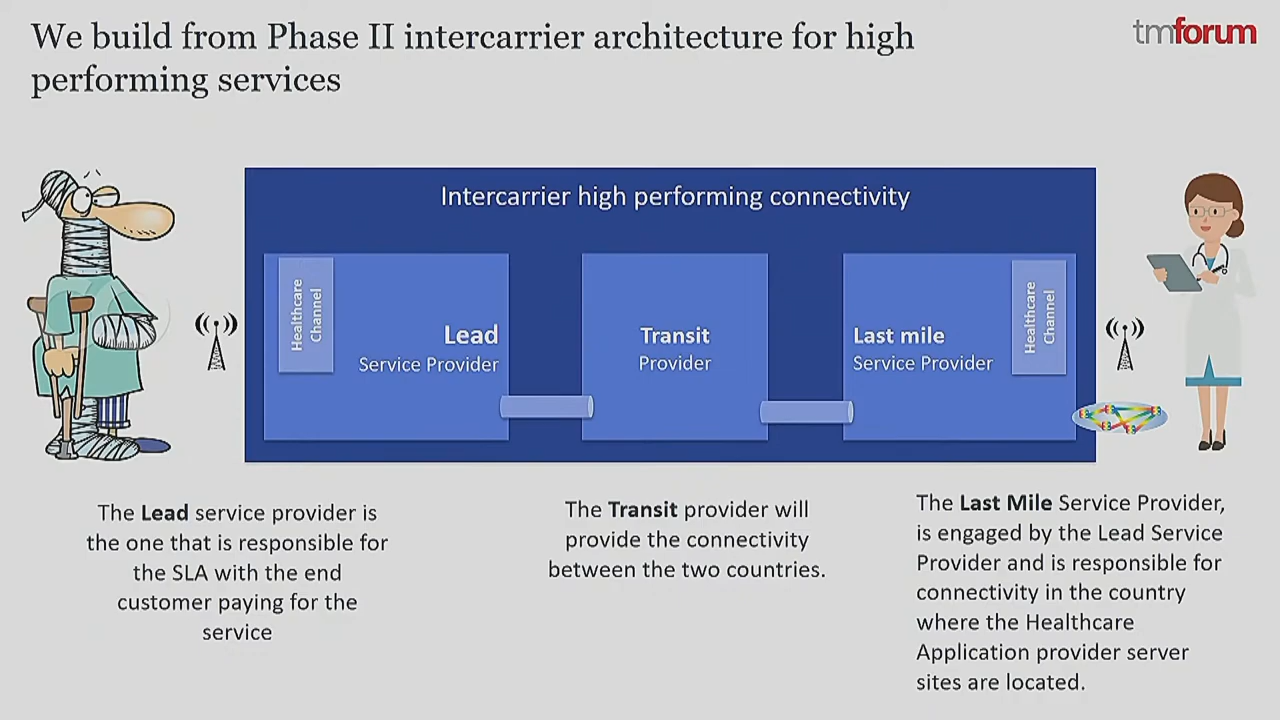 We build from Phase II intercarrier architecture for high
performing services
tmforum
Intercarrier high performing connectivity
Healthcare
Channel
Lead
Service Provider
Transit
Provider
Last mile
Service Provider
Healthcare
Channel
The Lead service provider is
the one that is responsible for
the SLA with the end
customer paying for the
service
The Transit provider will
provide the connectivity
between the two countries.
The Last Mile Service Provider,
is engaged by the Lead Service
Provider and is responsible for
connectivity in the country
where the Healthcare
Application provider server
sites are located.